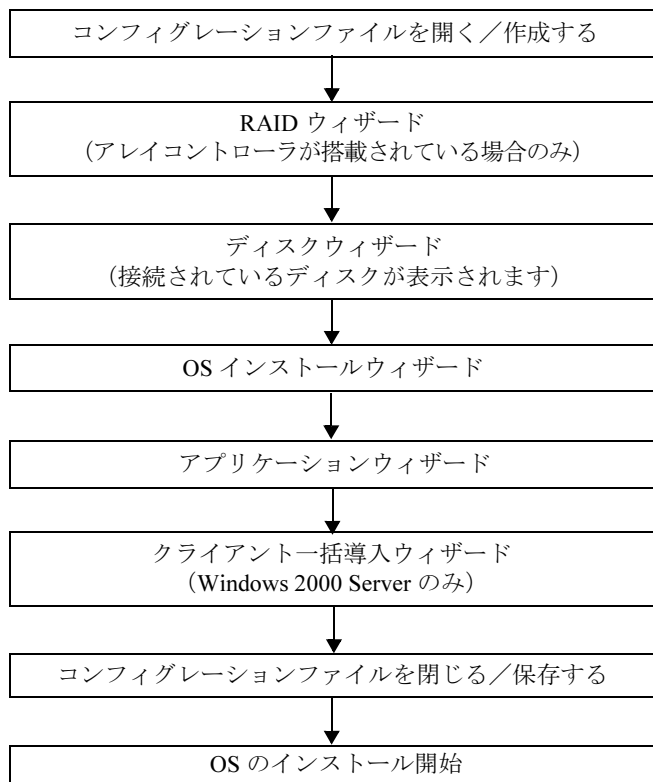 コンフィグレーションファイルを開く／作成する
RAID ウィザード
（アレイコントローラが搭載されている場合のみ）
ディスクウィザード
（接続されているディスクが表示されます）
OS インストールウィザード
アプリケーションウィザード
クライアント一括導入ウィザード
（Windows 2000 Server のみ）
コンフィグレーションファイルを閉じる／保存する
OS のインストール開始